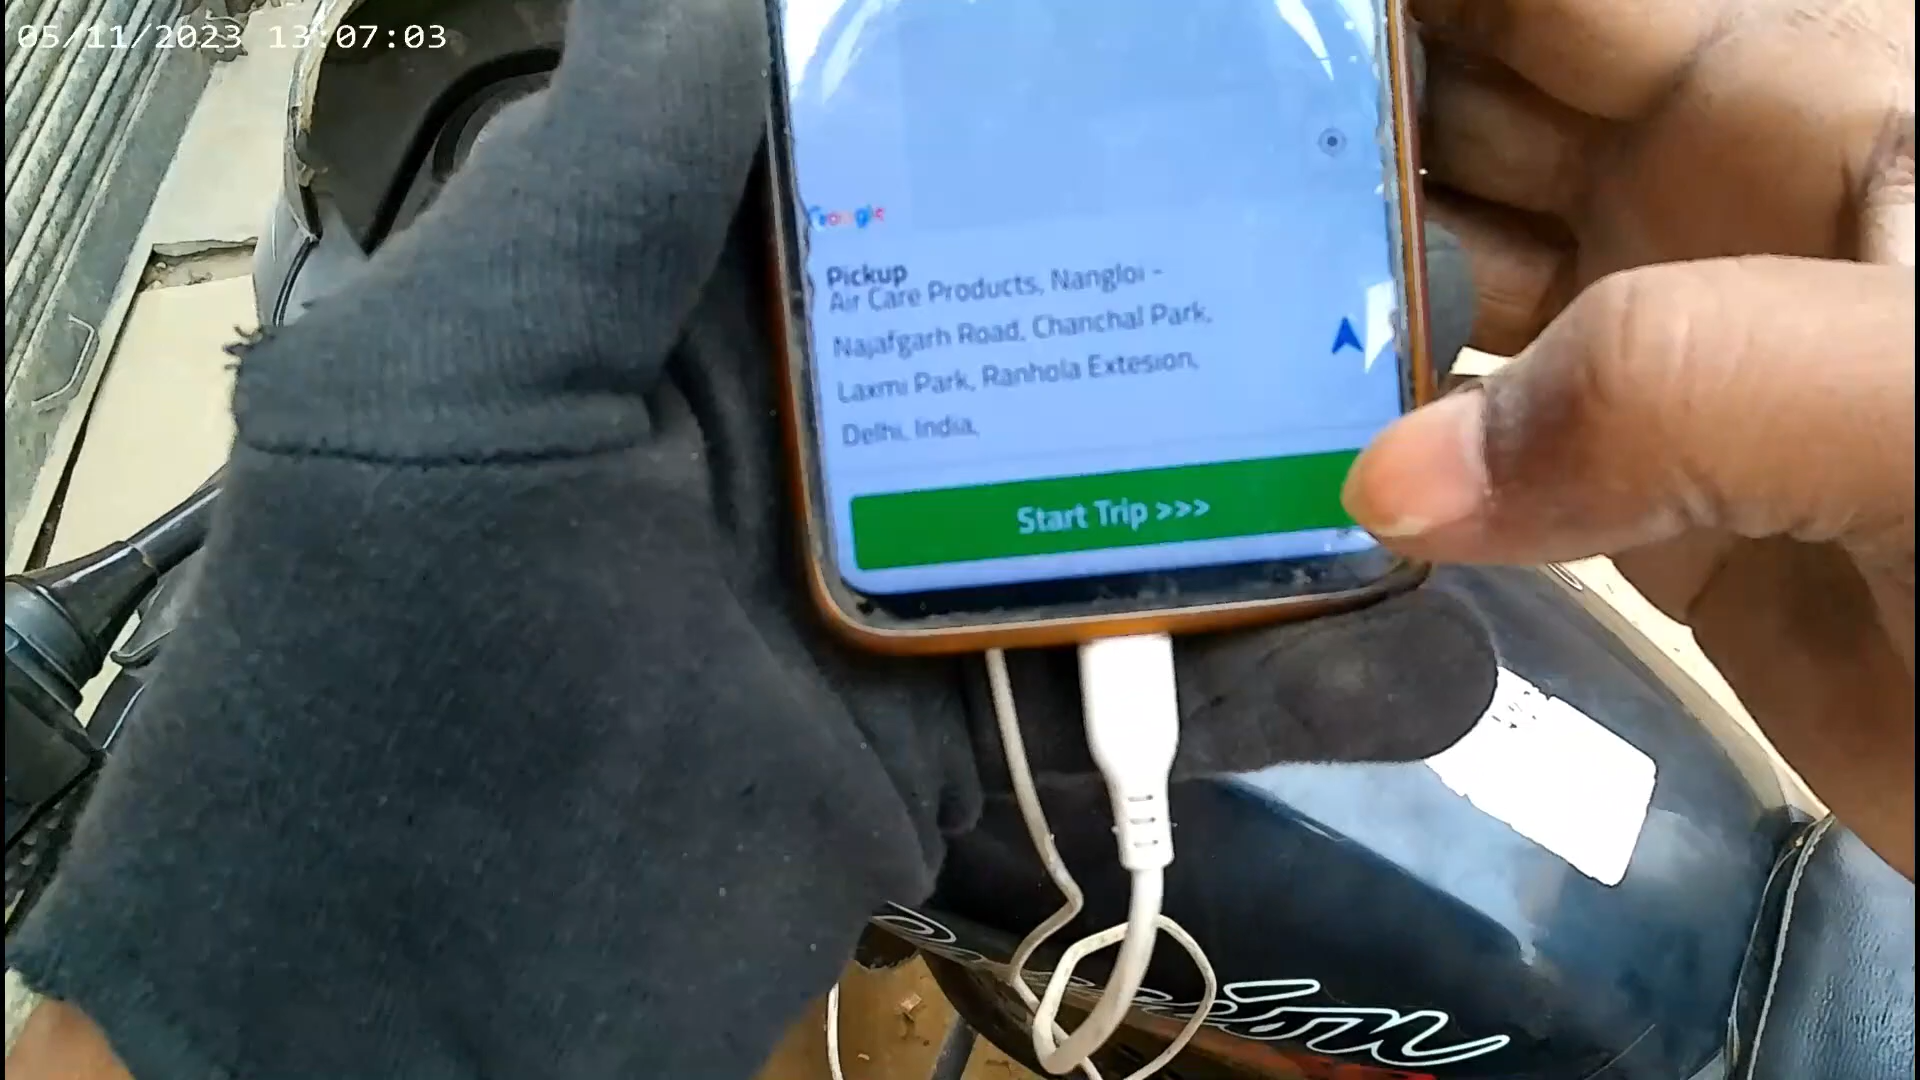 05/11/2023 13:07:03
Google
Pickup
Air Care Products, Nangloi -
Najafgarh Road, Chanchal Park,
Laxmi Park, Ranhola Extesion,
Delhi, India,
Start Trip >>>